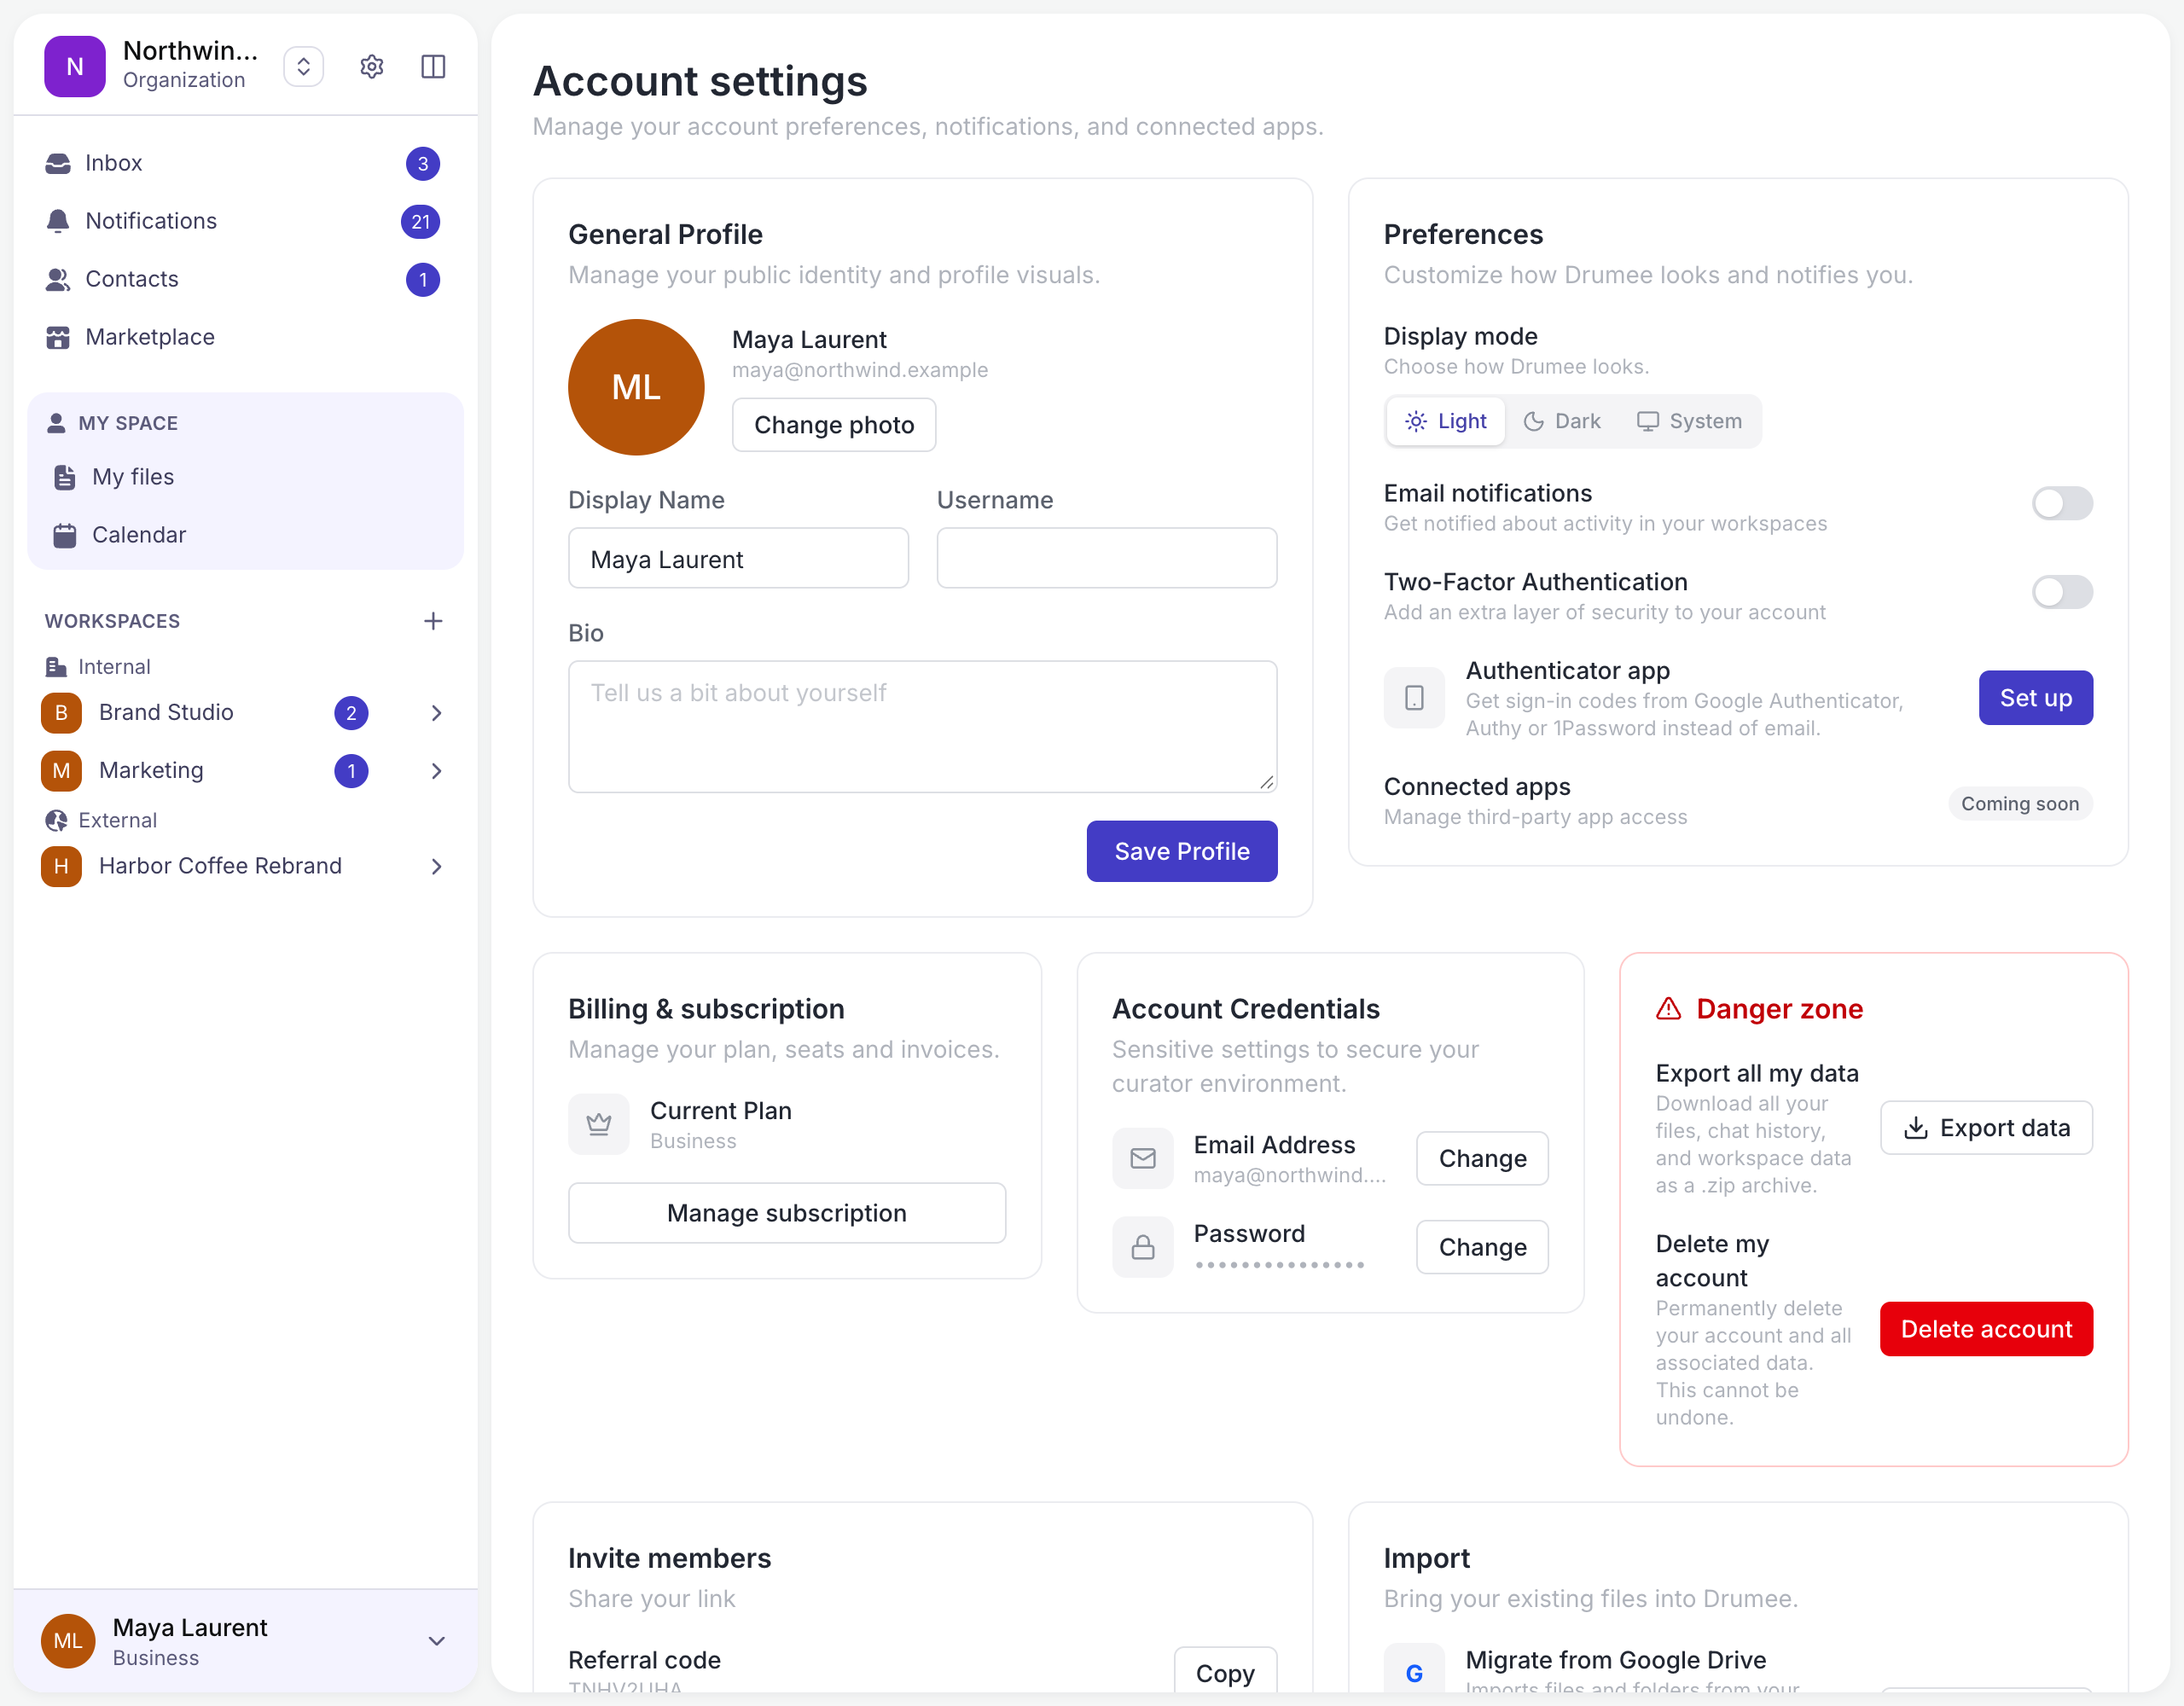 N
Northwin...
Organization
Inbox
3
Notifications
21
Contacts
1
Marketplace
MY SPACE
My files
Calendar
WORKSPACES
Internal
B
Brand Studio
2
M
Marketing
1
External
H
Harbor Coffee Rebrand
ML
Maya Laurent
Business
Account settings
Manage your account preferences, notifications, and connected apps.
General Profile
Manage your public identity and profile visuals.
ML
Maya Laurent
maya@northwind.example
Change photo
Display Name
Username
Maya Laurent
Bio
Tell us a bit about yourself
Save Profile
Preferences
Customize how Drumee looks and notifies you.
Display mode
Choose how Drumee looks.
Light
Dark
System
Email notifications
Get notified about activity in your workspaces
Two-Factor Authentication
Add an extra layer of security to your account
Authenticator app
Get sign-in codes from Google Authenticator,
Authy or 1Password instead of email.
Set up
Connected apps
Manage third-party app access
Coming soon
Billing & subscription
Manage your plan, seats and invoices.
Current Plan
Business
Manage subscription
Account Credentials
Sensitive settings to secure your
curator environment.
Email Address
maya@northwind....
Change
Password
Change
Danger zone
Export all my data
Download all your
files, chat history,
and workspace data
as a .zip archive.
Export data
Delete my
account
Permanently delete
your account and all
associated data.
This cannot be
undone.
Delete account
Invite members
Share your link
Referral code
TNHV2UHA
Copy
Import
Bring your existing files into Drumee.
G
Migrate from Google Drive
Imports files and folders from your